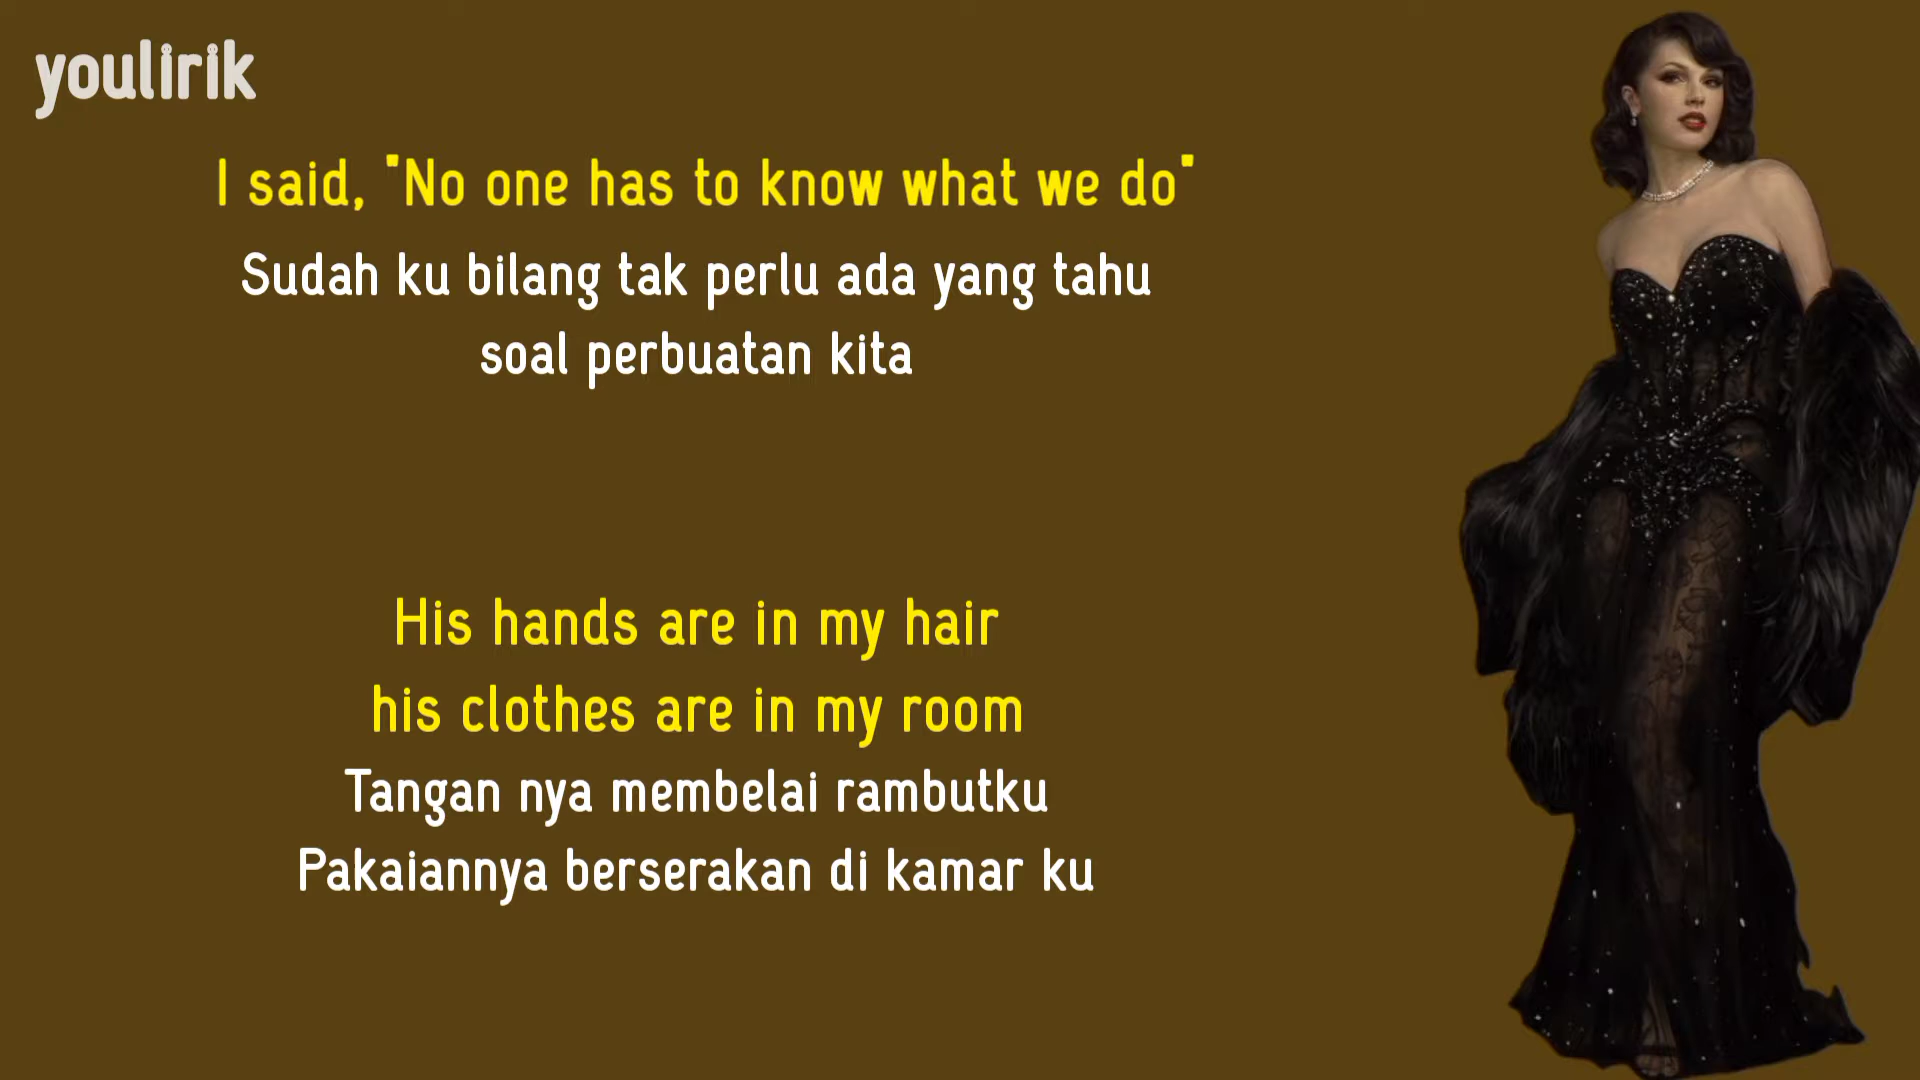 youlirik
I said, "No one has to know what we do"
Sudah ku bilang tak perlu ada yang tahu
soal perbuatan kita
His hands are in my hair
his clothes are in my room
Tangan nya membelai rambutku
Pakaiannya berserakan di kamar ku